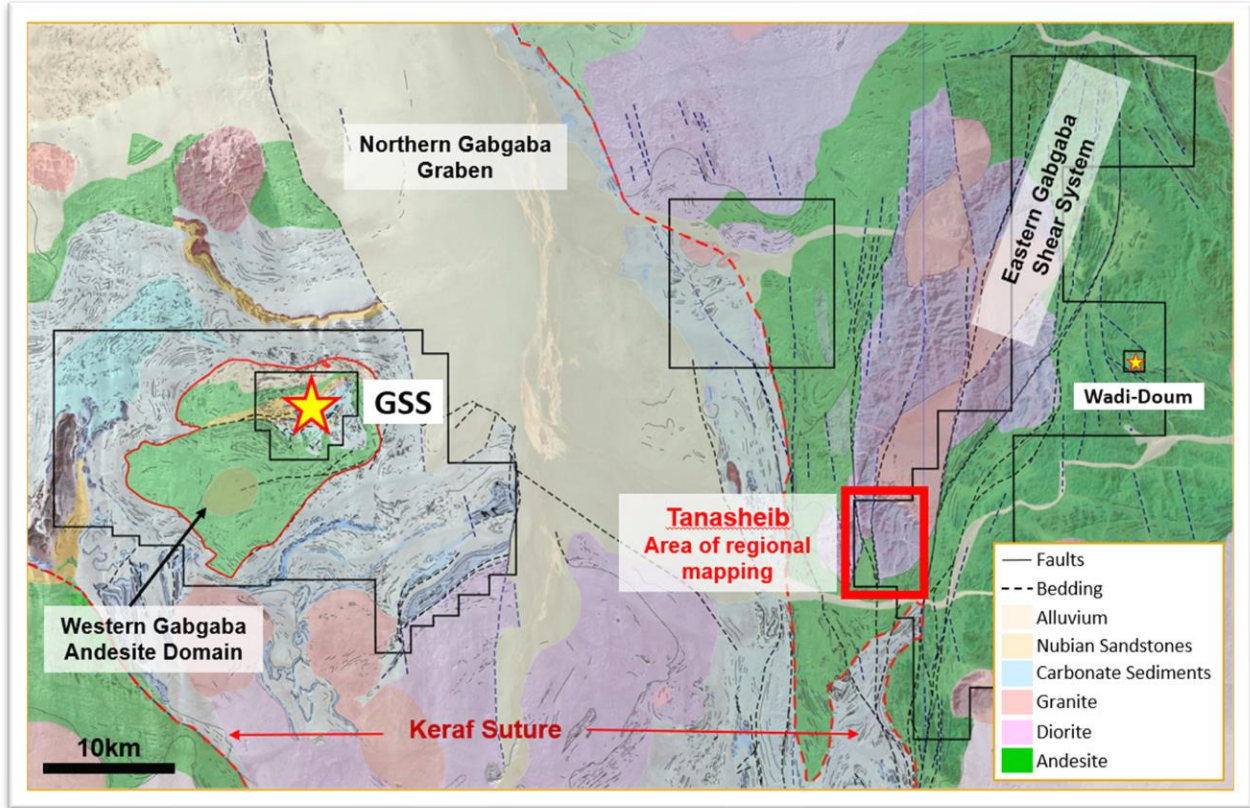 Northern Gabgaba
Graben
Eastern Gabgaba
Shear System
GSS
Wadi-Doum
Tanasheib
Area of regional
mapping
Western Gabgaba
Andesite Domain
Keraf Suture
10km
Faults
Bedding
Alluvium
Nubian Sandstones
Carbonate Sediments
Granite
Diorite
Andesite